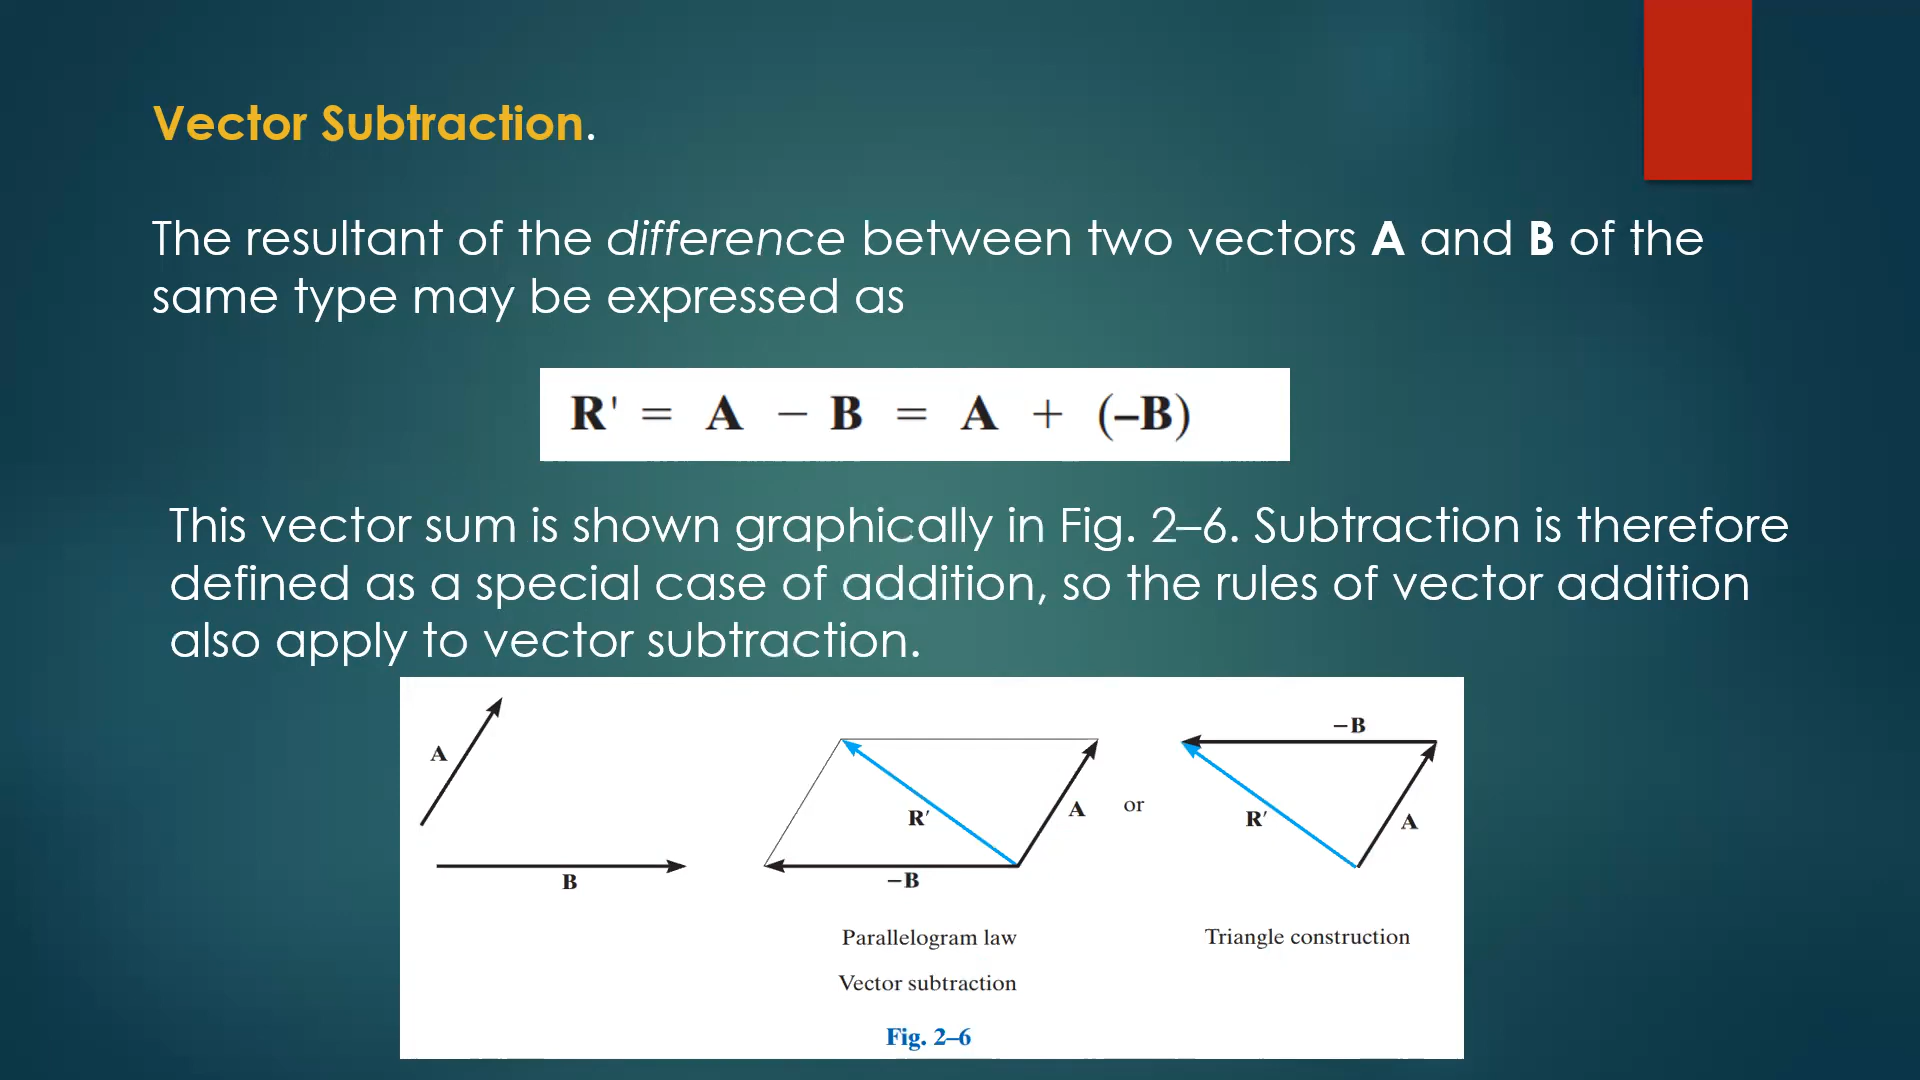 Vector Subtraction.
The resultant of the difference between two vectors A and B of the
same type may be expressed as
R' = A − B = A + (–B)
This vector sum is shown graphically in Fig. 2–6. Subtraction is therefore
defined as a special case of addition, so the rules of vector addition
also apply to vector subtraction.
A
B
R′
A
−B
or
−B
R′
A
Parallelogram law
Triangle construction
Vector subtraction
Fig. 2–6